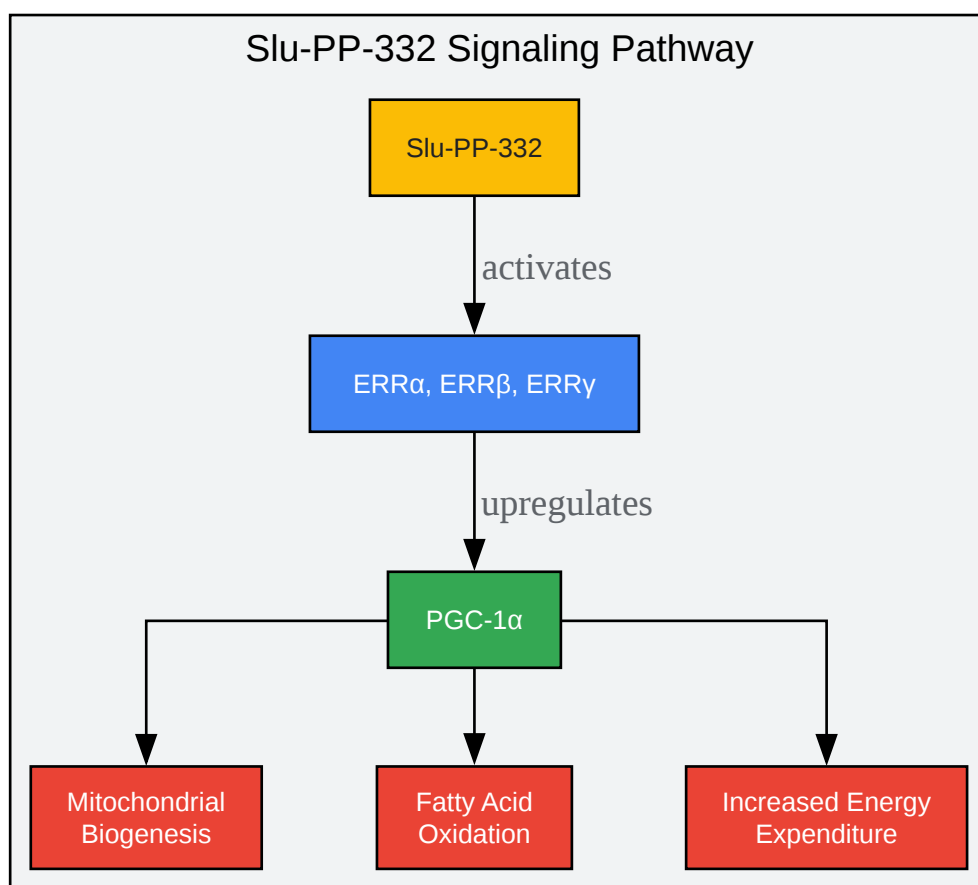 Slu-PP-332 Signaling Pathway
Slu-PP-332
activates
ERRα, ERRβ, ERRγ
upregulates
PGC-1α
Mitochondrial
Biogenesis
Fatty Acid
Oxidation
Increased Energy
Expenditure